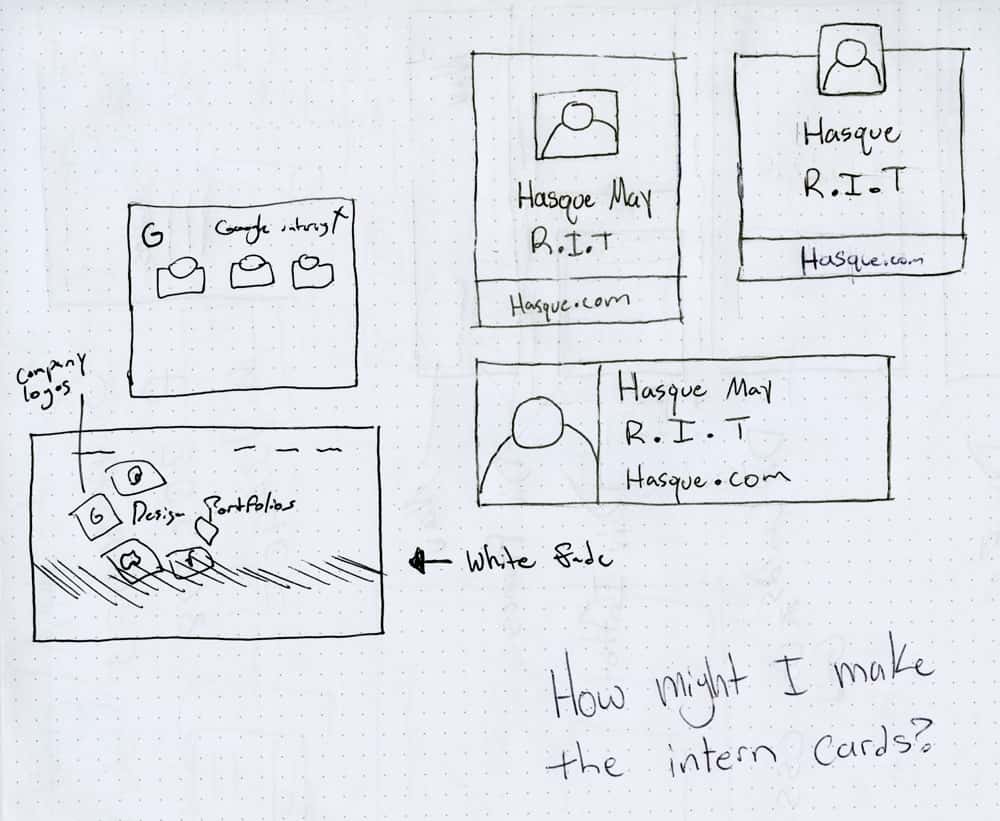 Hasque May
R.I.T
Hasque.com
Hasque
R.I.T
Hasque.com
G Google
Company
logos
Hasque May
R.I.T
Hasque.com
G Design Portfolios
White fade
How might I make
the intern cards?